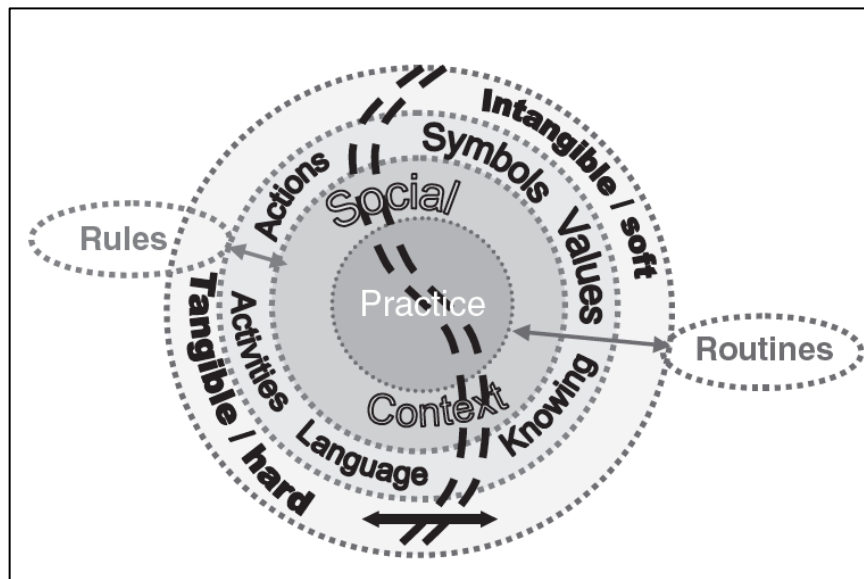 Intangible / soft
Symbols
Actions
Social
Values
Rules
Practice
Tangible / hard
Activities
Routines
Context
Knowing
Language